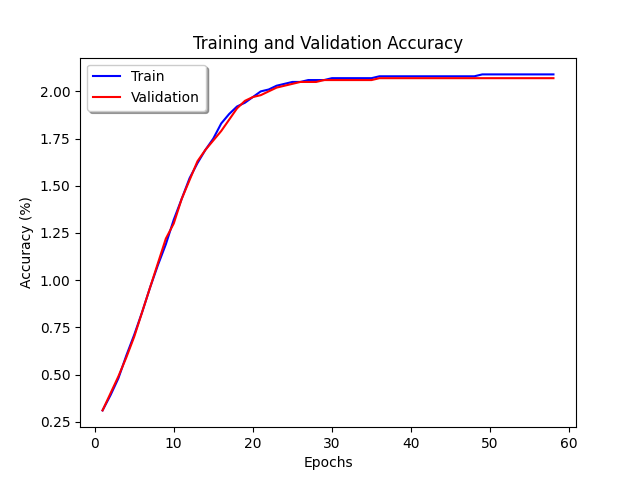 Training and Validation Accuracy
Train
Validation
2.00
1.75
1.50
1.25
1.00
0.75
0.50
0.25
Accuracy (%)
0 10 20 30 40 50 60
Epochs